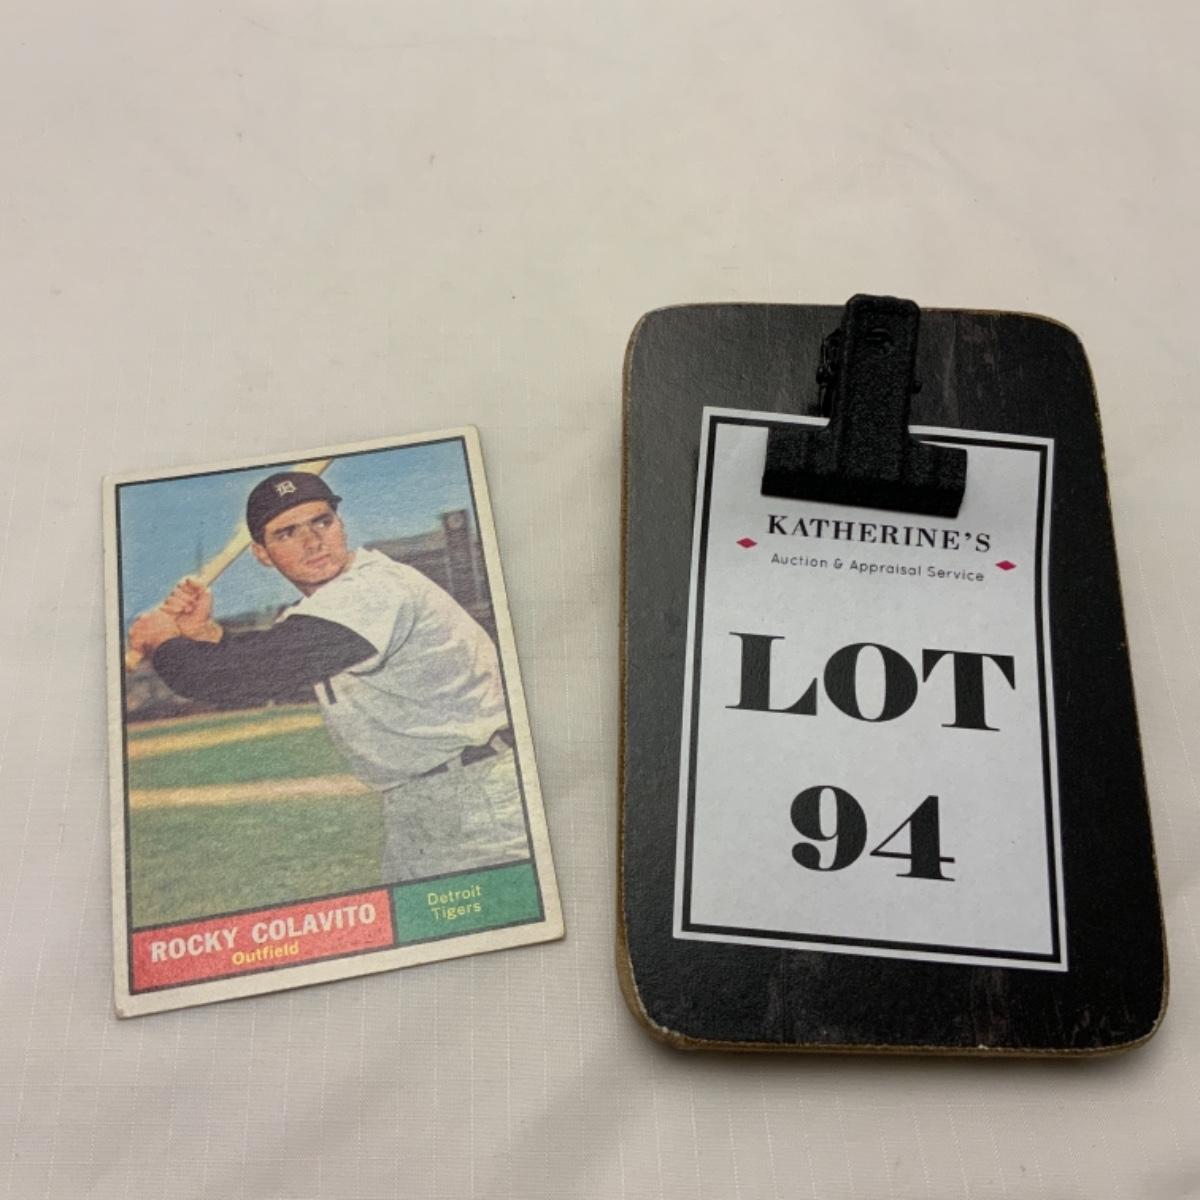 D
ROCKY COLAVITO
Outfield
Detroit
Tigers
KATHERINE'S
Auction & Appraisal Service
LOT
94